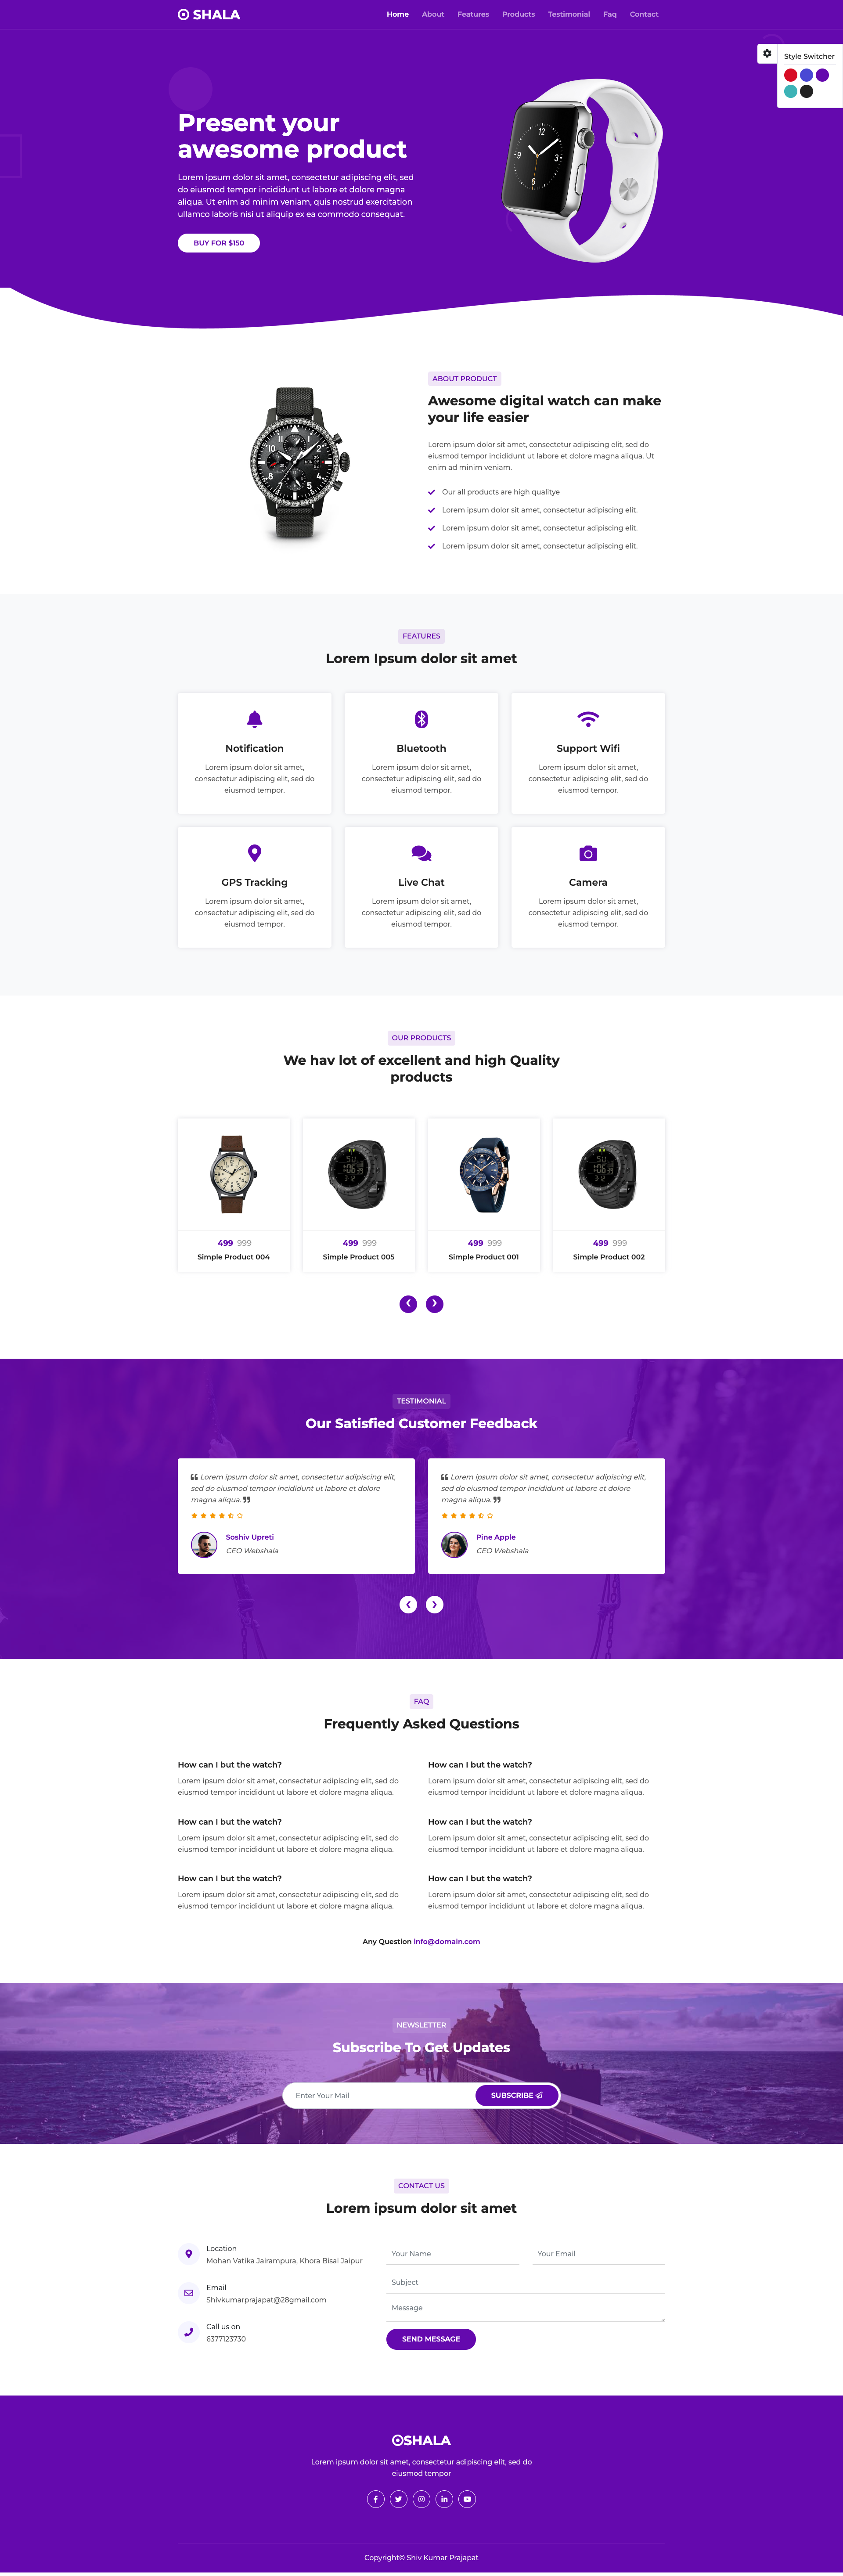 SHALA
Home About Features Products Testimonial Faq Contact
Style Switcher
Present your
awesome product
Lorem ipsum dolor sit amet, consectetur adipiscing elit, sed
do eiusmod tempor incididunt ut labore et dolore magna
aliqua. Ut enim ad minim veniam, quis nostrud exercitation
ullamco laboris nisi ut aliquip ex ea commodo consequat.
BUY FOR $150
ABOUT PRODUCT
Awesome digital watch can make
your life easier
Lorem ipsum dolor sit amet, consectetur adipiscing elit, sed do
eiusmod tempor incididunt ut labore et dolore magna aliqua. Ut
enim ad minim veniam.
Our all products are high qualitye
Lorem ipsum dolor sit amet, consectetur adipiscing elit.
Lorem ipsum dolor sit amet, consectetur adipiscing elit.
Lorem ipsum dolor sit amet, consectetur adipiscing elit.
FEATURES
Lorem Ipsum dolor sit amet
Notification
Lorem ipsum dolor sit amet,
consectetur adipiscing elit, sed do
eiusmod tempor.
Bluetooth
Lorem ipsum dolor sit amet,
consectetur adipiscing elit, sed do
eiusmod tempor.
Support Wifi
Lorem ipsum dolor sit amet,
consectetur adipiscing elit, sed do
eiusmod tempor.
GPS Tracking
Lorem ipsum dolor sit amet,
consectetur adipiscing elit, sed do
eiusmod tempor.
Live Chat
Lorem ipsum dolor sit amet,
consectetur adipiscing elit, sed do
eiusmod tempor.
Camera
Lorem ipsum dolor sit amet,
consectetur adipiscing elit, sed do
eiusmod tempor.
OUR PRODUCTS
We hav lot of excellent and high Quality
products
499 999
Simple Product 004
499 999
Simple Product 005
499 999
Simple Product 001
499 999
Simple Product 002
TESTIMONIAL
Our Satisfied Customer Feedback
Lorem ipsum dolor sit amet, consectetur adipiscing elit,
sed do eiusmod tempor incididunt ut labore et dolore
magna aliqua.
Soshiv Upreti
CEO Webshala
Lorem ipsum dolor sit amet, consectetur adipiscing elit,
sed do eiusmod tempor incididunt ut labore et dolore
magna aliqua.
Pine Apple
CEO Webshala
FAQ
Frequently Asked Questions
How can I but the watch?
Lorem ipsum dolor sit amet, consectetur adipiscing elit, sed do
eiusmod tempor incididunt ut labore et dolore magna aliqua.
How can I but the watch?
Lorem ipsum dolor sit amet, consectetur adipiscing elit, sed do
eiusmod tempor incididunt ut labore et dolore magna aliqua.
How can I but the watch?
Lorem ipsum dolor sit amet, consectetur adipiscing elit, sed do
eiusmod tempor incididunt ut labore et dolore magna aliqua.
How can I but the watch?
Lorem ipsum dolor sit amet, consectetur adipiscing elit, sed do
eiusmod tempor incididunt ut labore et dolore magna aliqua.
How can I but the watch?
Lorem ipsum dolor sit amet, consectetur adipiscing elit, sed do
eiusmod tempor incididunt ut labore et dolore magna aliqua.
How can I but the watch?
Lorem ipsum dolor sit amet, consectetur adipiscing elit, sed do
eiusmod tempor incididunt ut labore et dolore magna aliqua.
Any Question info@domain.com
NEWSLETTER
Subscribe To Get Updates
Enter Your Mail
SUBSCRIBE
CONTACT US
Lorem ipsum dolor sit amet
Location
Mohan Vatika Jairampura, Khora Bisal Jaipur
Email
Shivkumarprajapat@28gmail.com
Call us on
6377123730
Your Name
Your Email
Subject
Message
SEND MESSAGE
SHALA
Lorem ipsum dolor sit amet, consectetur adipiscing elit, sed do
eiusmod tempor
Copyright© Shiv Kumar Prajapat